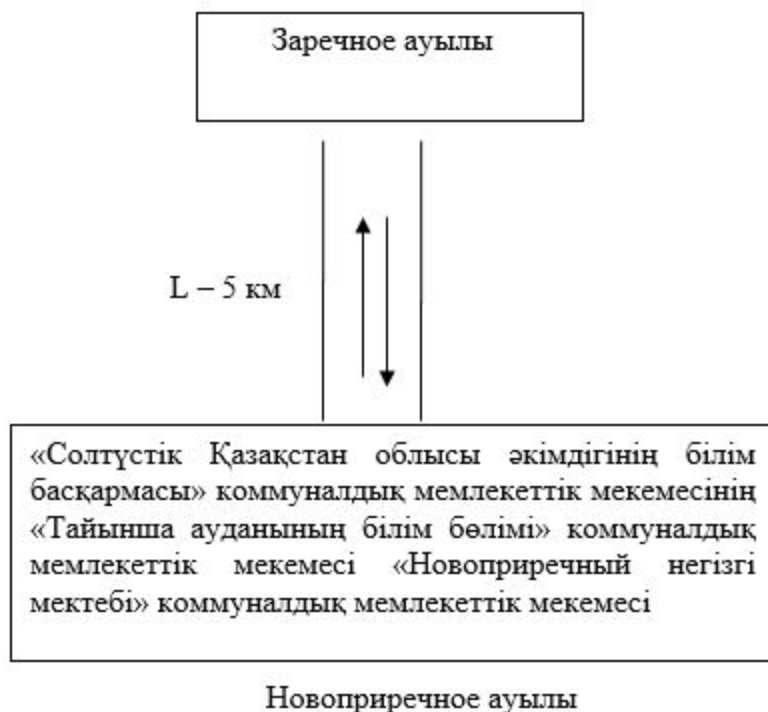 Заречное ауылы
L – 5 км
«Солтүстік Қазақстан облысы әкімдігінің білім
басқармасы» коммуналдық мемлекеттік мекемесінің
«Тайынша ауданының білім бөлімі» коммуналдық
мемлекеттік мекемесі «Новоприречный негізгі
мектебі» коммуналдық мемлекеттік мекемесі
Новоприречное ауылы